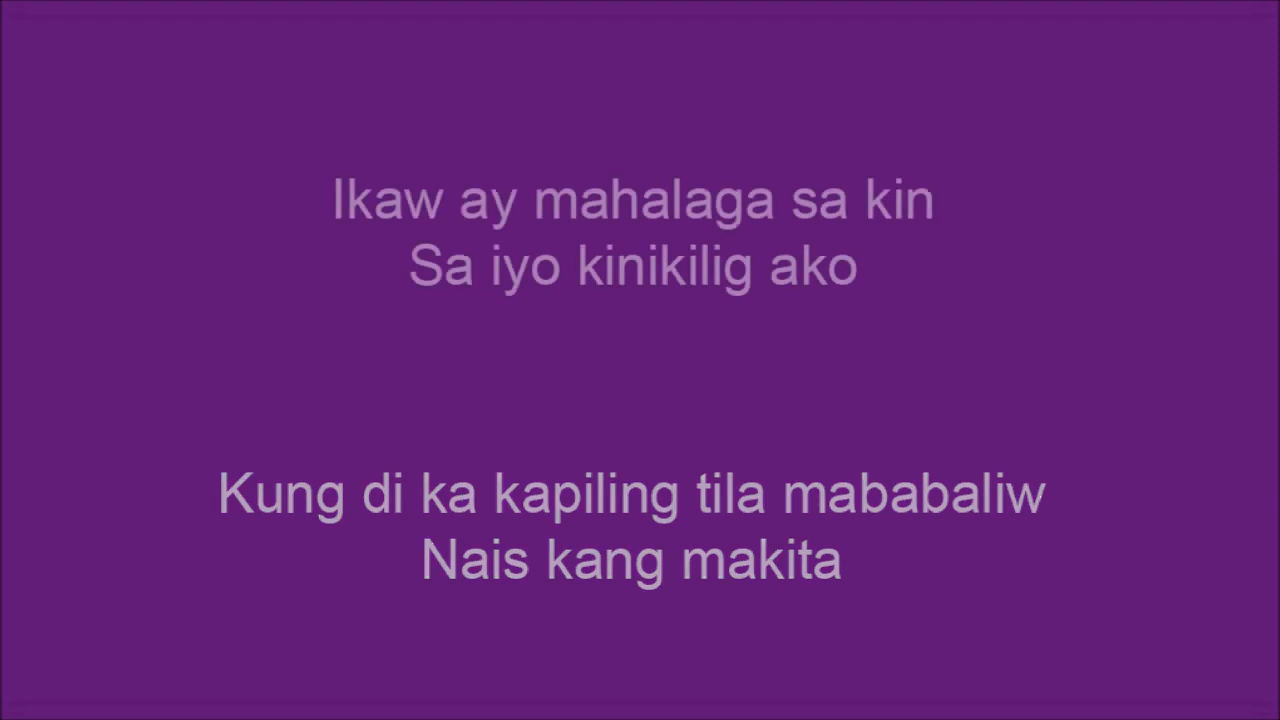 Ikaw ay mahalaga sa kin
Sa iyo kinikilig ako
Kung di ka kapiling tila mababaliw
Nais kang makita